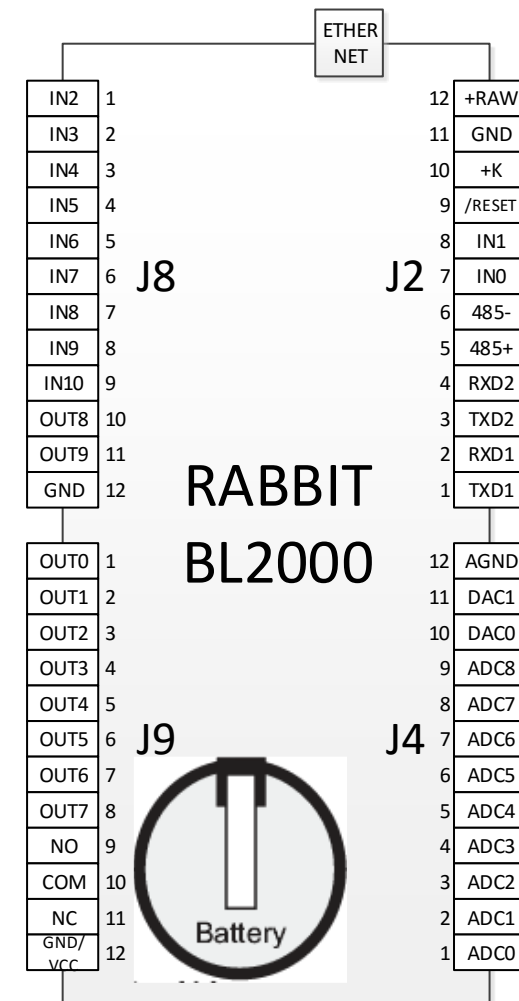 ETHER
NET
IN2 1
IN3 2
IN4 3
IN5 4
IN6 5
IN7 6
IN8 7
IN9 8
IN10 9
OUT8 10
OUT9 11
GND 12
J8
12 +RAW
11 GND
10 +K
9 /RESET
8 IN1
7 IN0
6 485-
5 485+
4 RXD2
3 TXD2
2 RXD1
1 TXD1
J2
RABBIT
BL2000
OUT0 1
OUT1 2
OUT2 3
OUT3 4
OUT4 5
OUT5 6
OUT6 7
OUT7 8
NO 9
COM 10
NC 11
GND/
VCC 12
J9
Battery
12 AGND
11 DAC1
10 DAC0
9 ADC8
8 ADC7
7 ADC6
6 ADC5
5 ADC4
4 ADC3
3 ADC2
2 ADC1
1 ADC0
J4